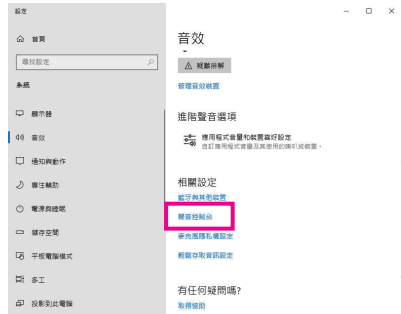 設定
首頁
尋找設定
系統
顯示器
音效
通知與動作
專注輔助
電源與睡眠
儲存空間
平板電腦模式
多工
投影到此電腦
音效
疑難排解
管理音效裝置
進階聲音選項
應用程式音量和裝置喜好設定
自訂應用程式音量及其使用的喇叭或裝置。
相關設定
藍牙與其他裝置
聲音控制台
麥克風隱私權設定
輕鬆存取音訊設定
有任何疑問嗎?
取得協助